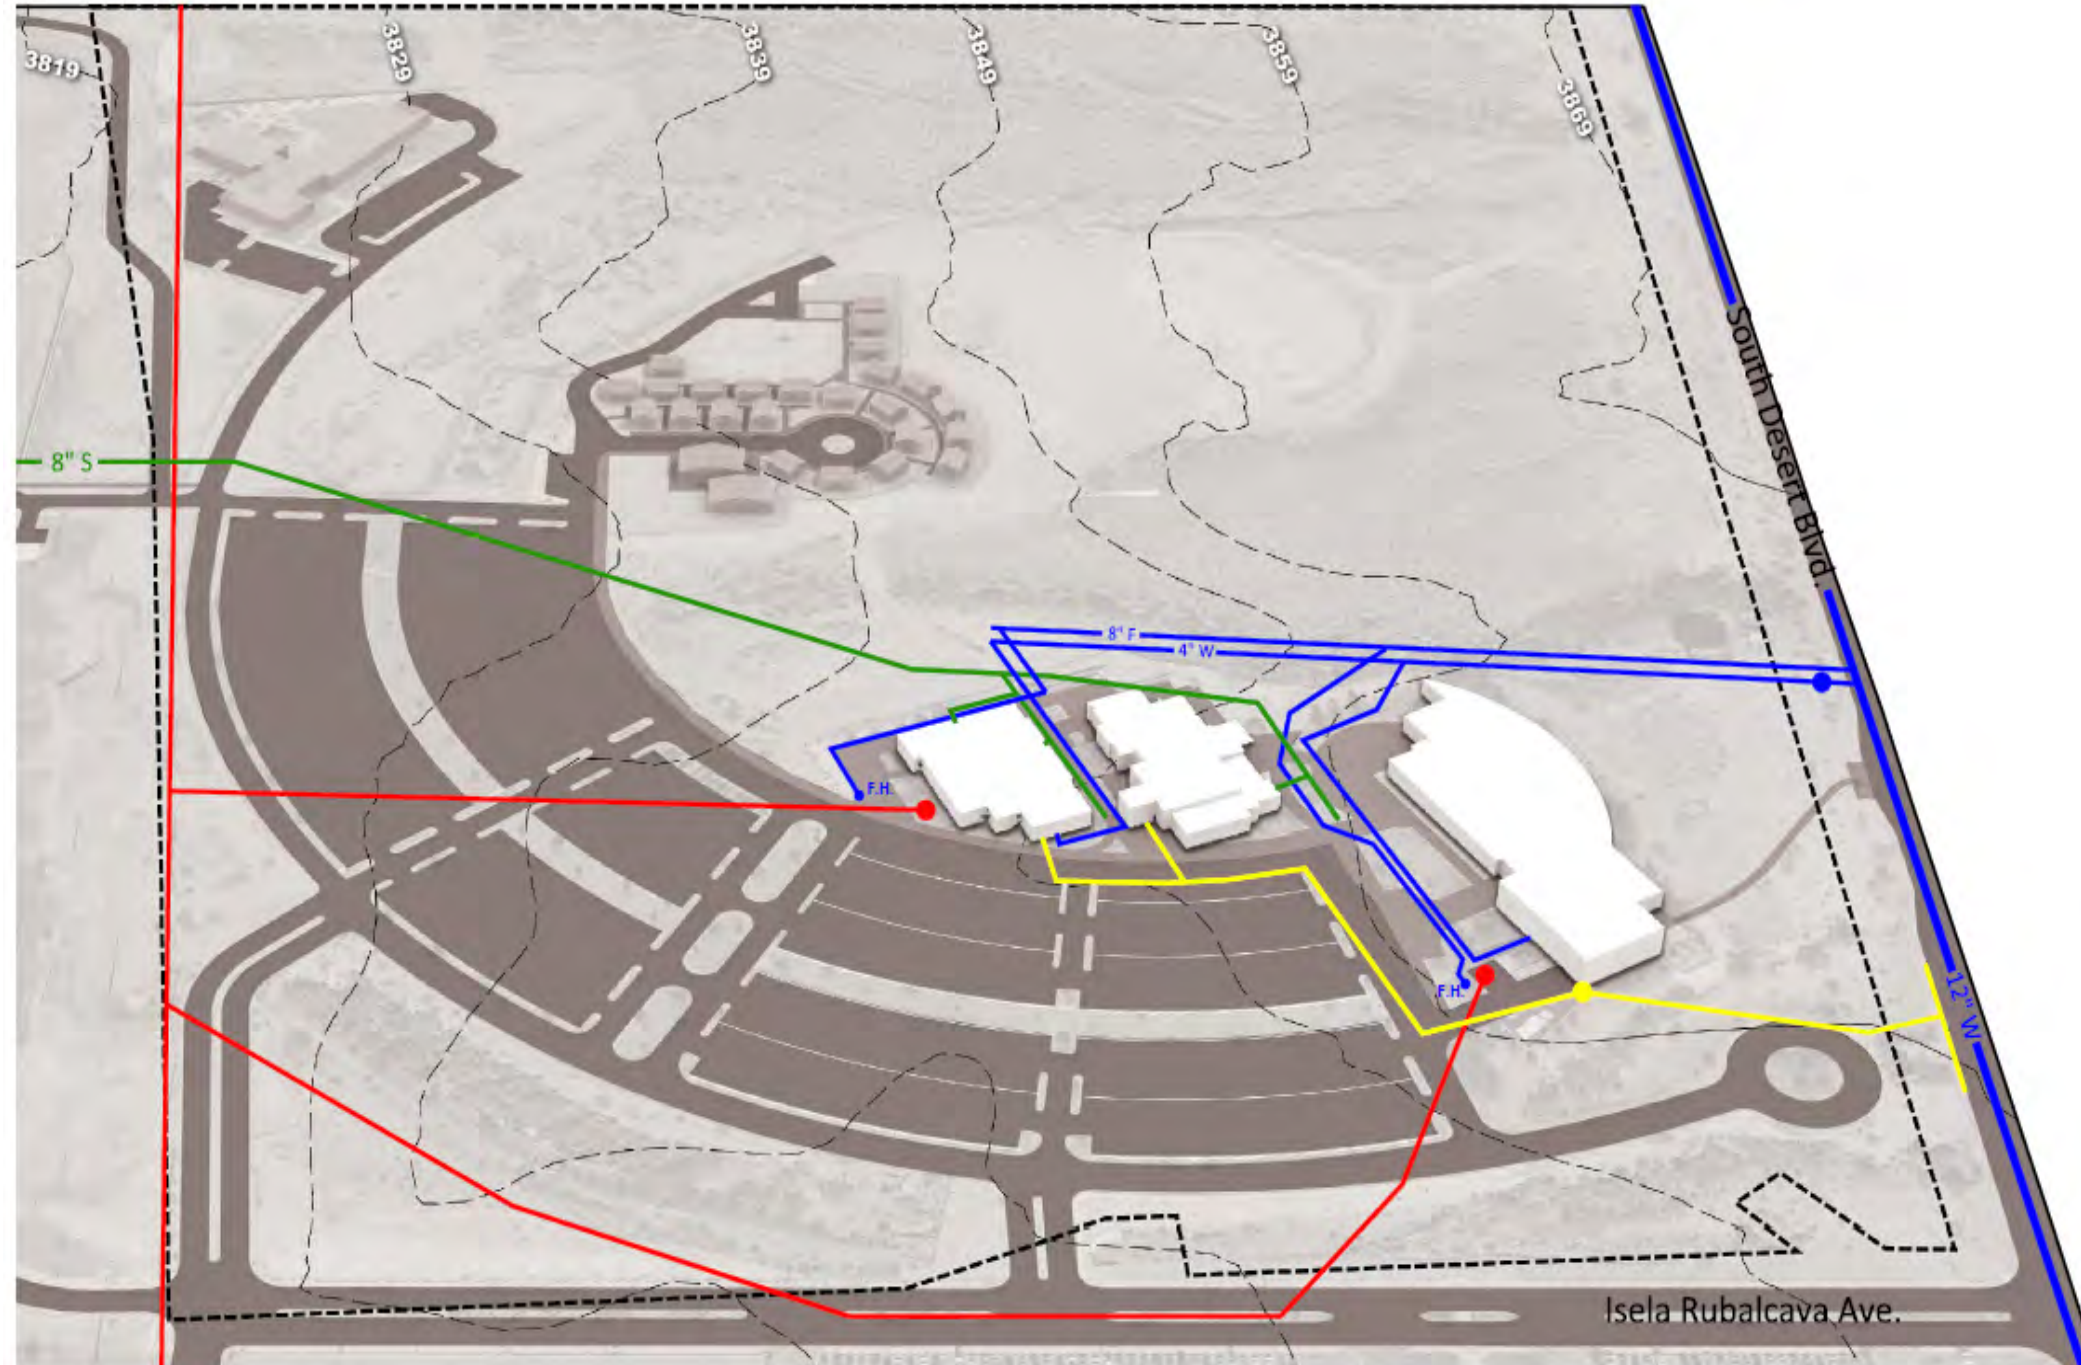 3819
3829
3839
3849
3859
3869
South Desert Blvd.
8" S
8" F
4" W
F.H.
F.H.
12" W
Isela Rubalcava Ave.